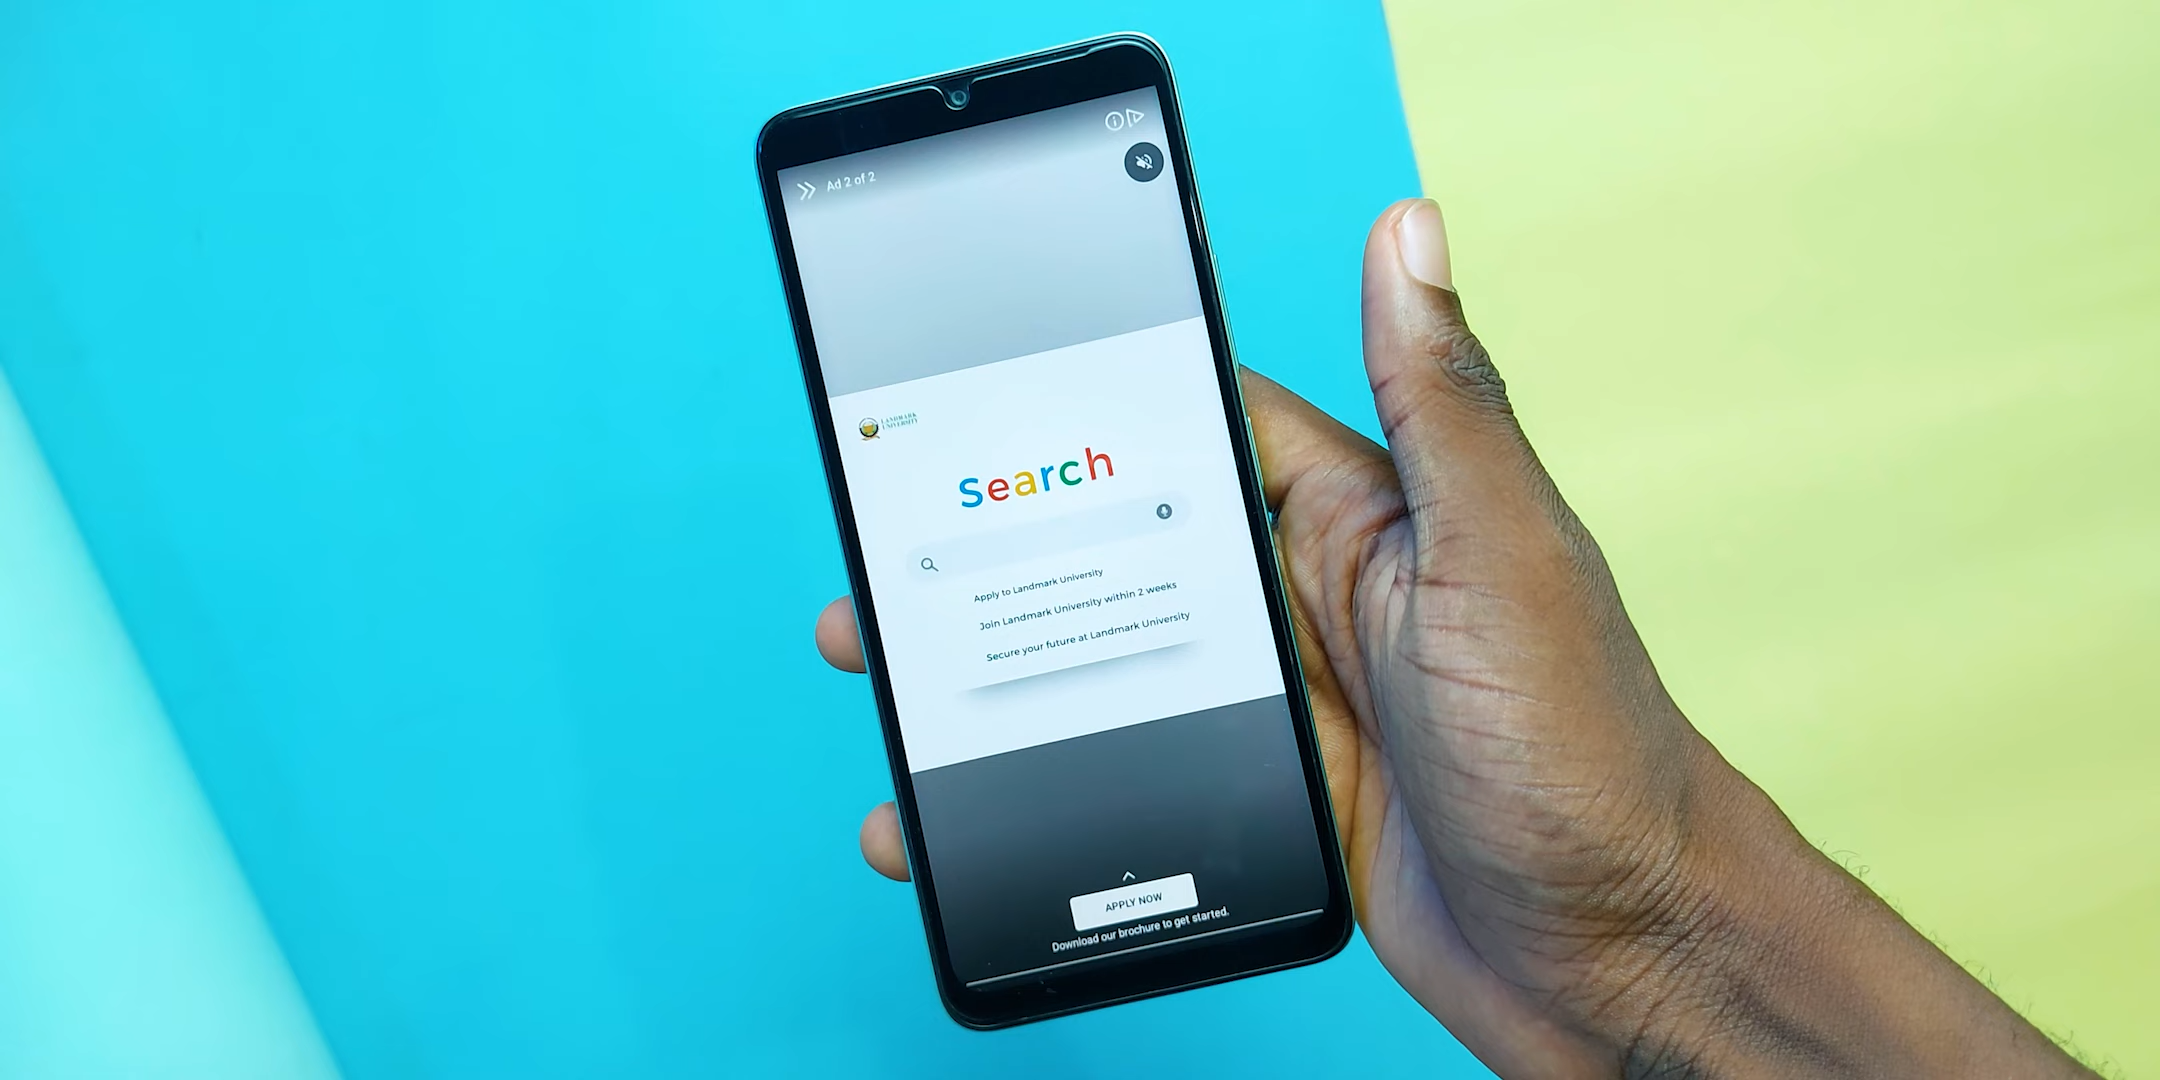 Ad 2 of 2
LANDMARK
UNIVERSITY
Search
Apply to Landmark University
Join Landmark University within 2 weeks
Secure your future at Landmark University
APPLY NOW
Download our brochure to get started.